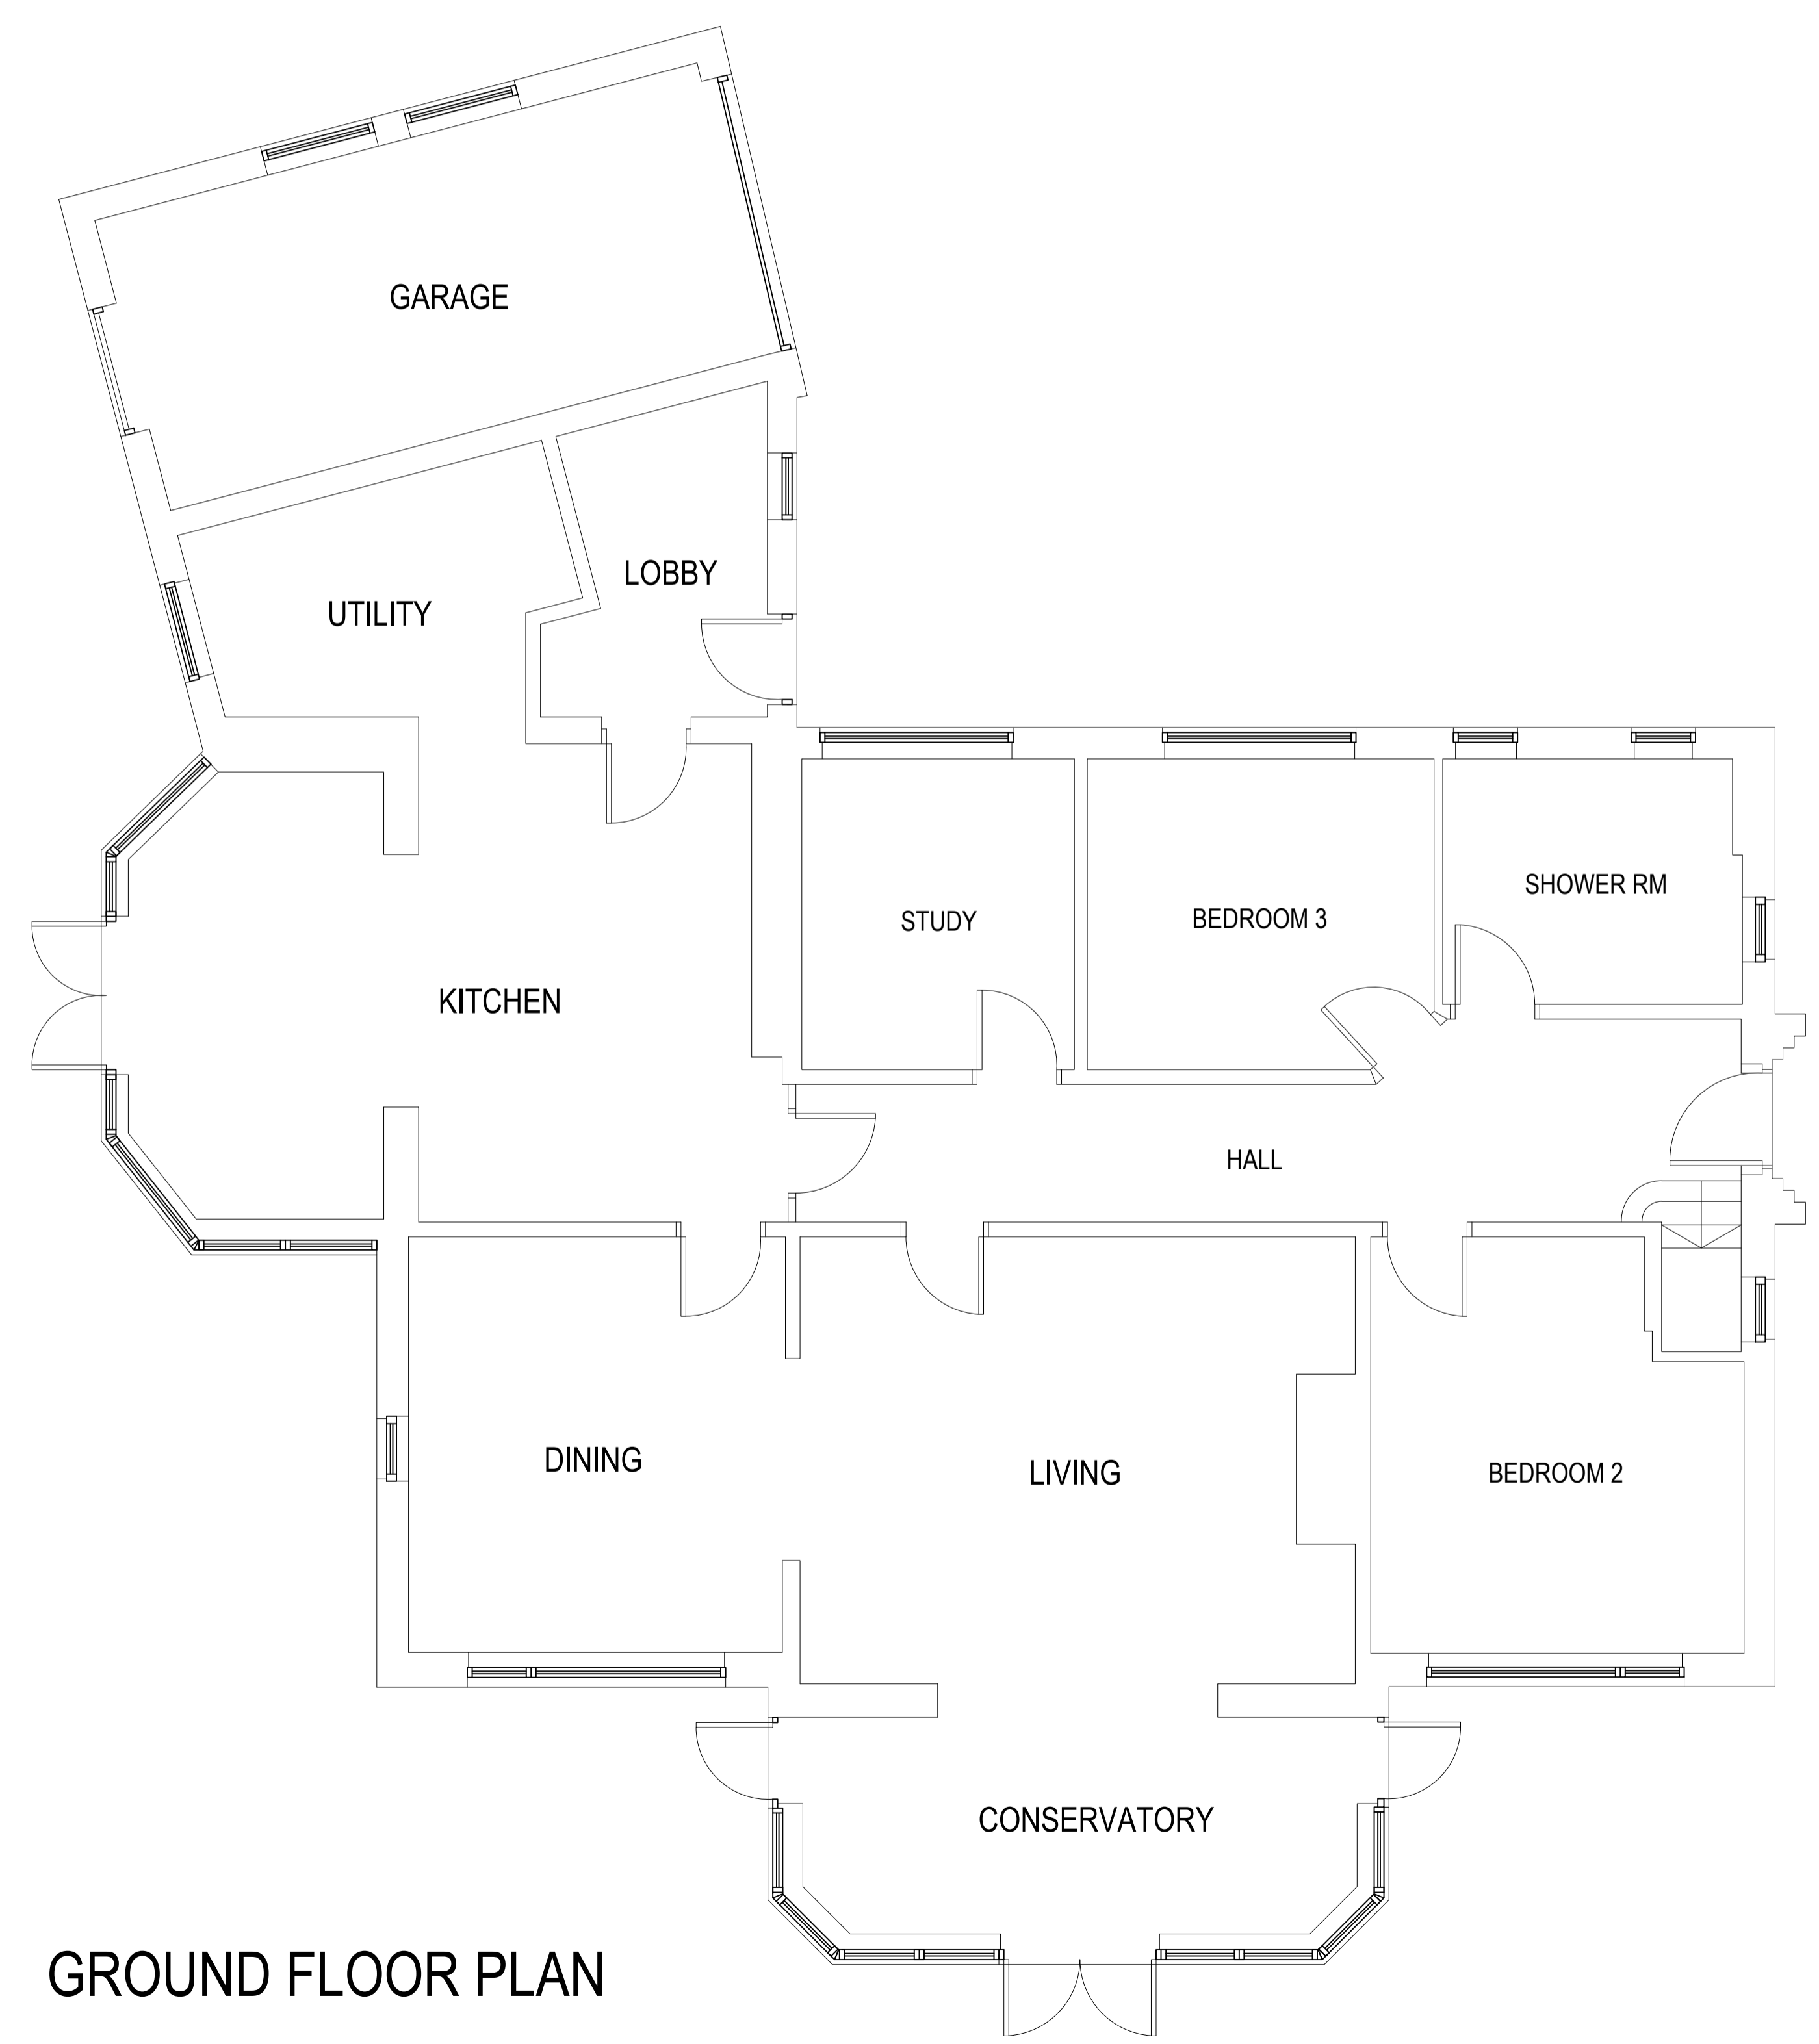 GARAGE
LOBBY
UTILITY
SHOWER RM
STUDY
BEDROOM 3
KITCHEN
HALL
DINING
LIVING
BEDROOM 2
CONSERVATORY
GROUND FLOOR PLAN